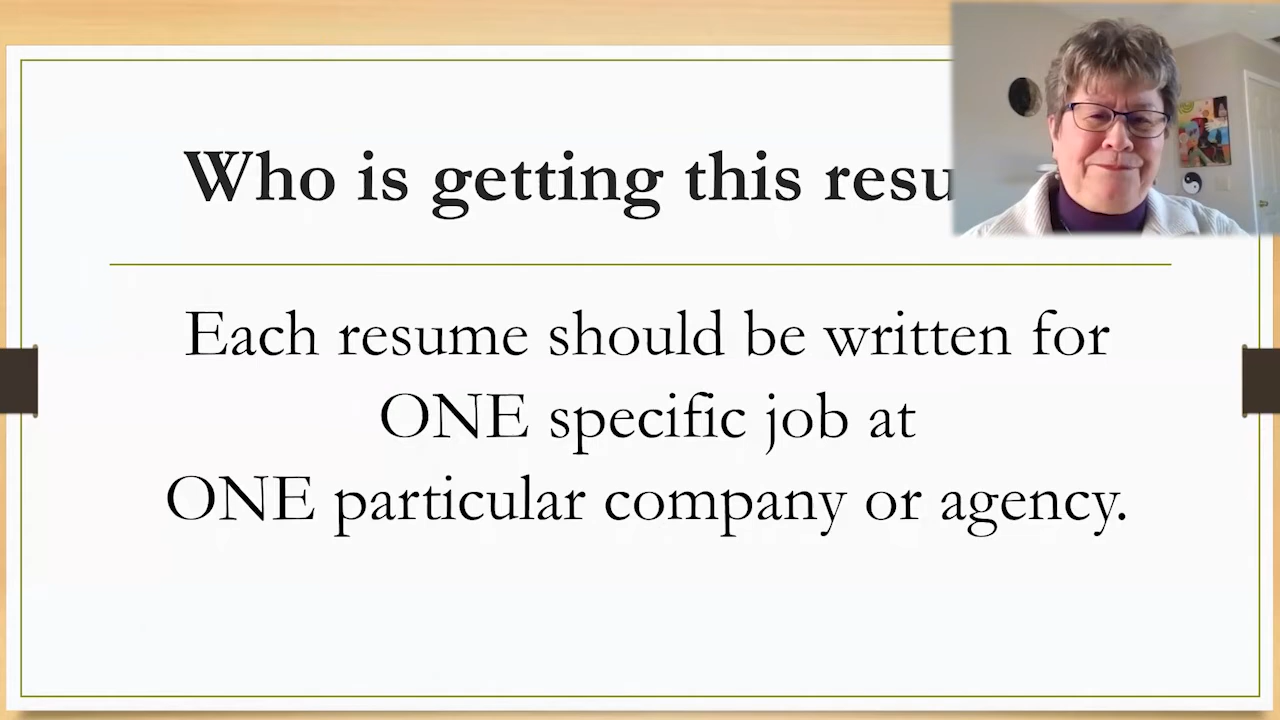 Who is getting this resu
Each resume should be written for
ONE specific job at
ONE particular company or agency.